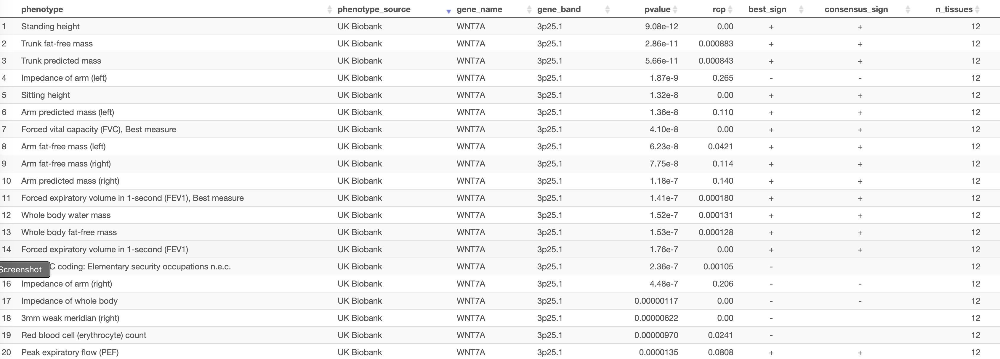 phenotype phenotype_source gene_name gene_band pvalue rcp best_sign consensus_sign n_tissues
1 Standing height UK Biobank WNT7A 3p25.1 9.08e-12 0.00 + + 12
2 Trunk fat-free mass UK Biobank WNT7A 3p25.1 2.86e-11 0.000883 + + 12
3 Trunk predicted mass UK Biobank WNT7A 3p25.1 5.66e-11 0.000843 + + 12
4 Impedance of arm (left) UK Biobank WNT7A 3p25.1 1.87e-9 0.265 - - 12
5 Sitting height UK Biobank WNT7A 3p25.1 1.32e-8 0.00 + + 12
6 Arm predicted mass (left) UK Biobank WNT7A 3p25.1 1.36e-8 0.110 + + 12
7 Forced vital capacity (FVC), Best measure UK Biobank WNT7A 3p25.1 4.10e-8 0.00 + + 12
8 Arm fat-free mass (left) UK Biobank WNT7A 3p25.1 6.23e-8 0.0421 + + 12
9 Arm fat-free mass (right) UK Biobank WNT7A 3p25.1 7.75e-8 0.114 + + 12
10 Arm predicted mass (right) UK Biobank WNT7A 3p25.1 1.18e-7 0.140 + + 12
11 Forced expiratory volume in 1-second (FEV1), Best measure UK Biobank WNT7A 3p25.1 1.41e-7 0.000180 + + 12
12 Whole body water mass UK Biobank WNT7A 3p25.1 1.52e-7 0.000131 + + 12
13 Whole body fat-free mass UK Biobank WNT7A 3p25.1 1.53e-7 0.000128 + + 12
14 Forced expiratory volume in 1-second (FEV1) UK Biobank WNT7A 3p25.1 1.76e-7 0.00 + + 12
Screenshot C coding: Elementary security occupations n.e.c. UK Biobank WNT7A 3p25.1 2.36e-7 0.00105 - 12
16 Impedance of arm (right) UK Biobank WNT7A 3p25.1 4.48e-7 0.206 - - 12
17 Impedance of whole body UK Biobank WNT7A 3p25.1 0.00000117 0.00 - - 12
18 3mm weak meridian (right) UK Biobank WNT7A 3p25.1 0.00000622 0.00 - 12
19 Red blood cell (erythrocyte) count UK Biobank WNT7A 3p25.1 0.00000970 0.0241 - 12
20 Peak expiratory flow (PEF) UK Biobank WNT7A 3p25.1 0.0000135 0.0808 + + 12